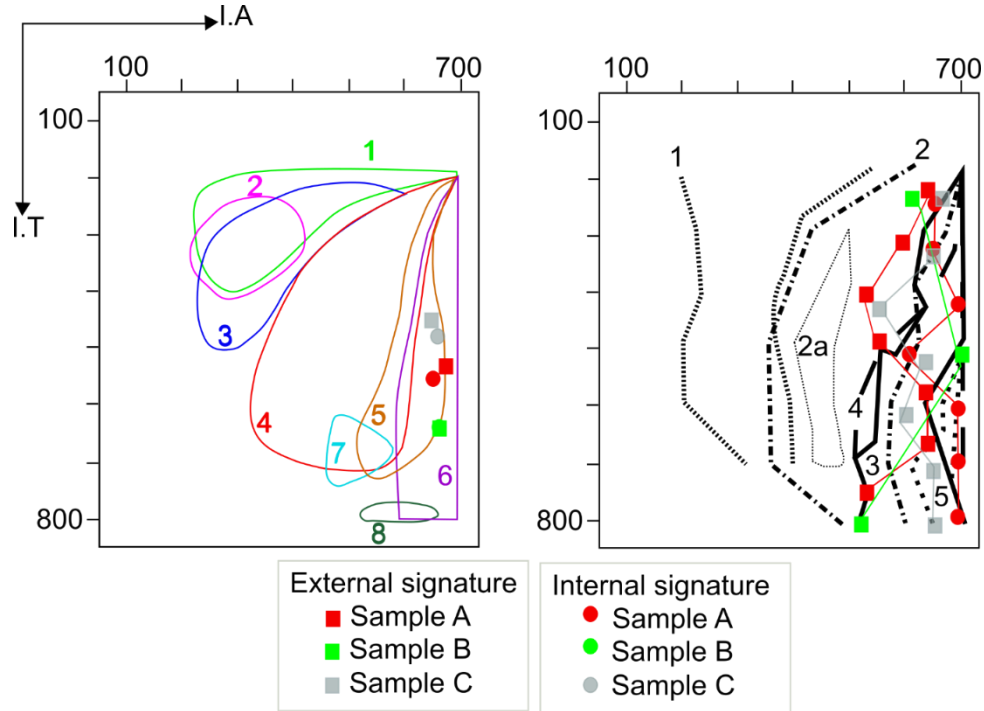 I.A
I.T
100 700
100
800
1
2
3
4
5
6
7
8
100 700
100
800
1
2
2a
4
3
5
External signature
Sample A
Sample B
Sample C
Internal signature
Sample A
Sample B
Sample C